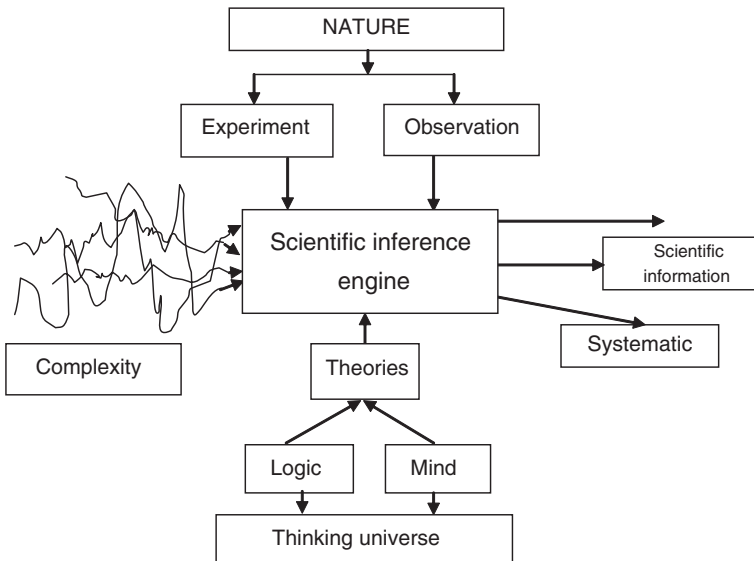 NATURE
Experiment
Observation
Scientific inference
engine
Scientific
information
Systematic
Complexity
Theories
Logic
Mind
Thinking universe